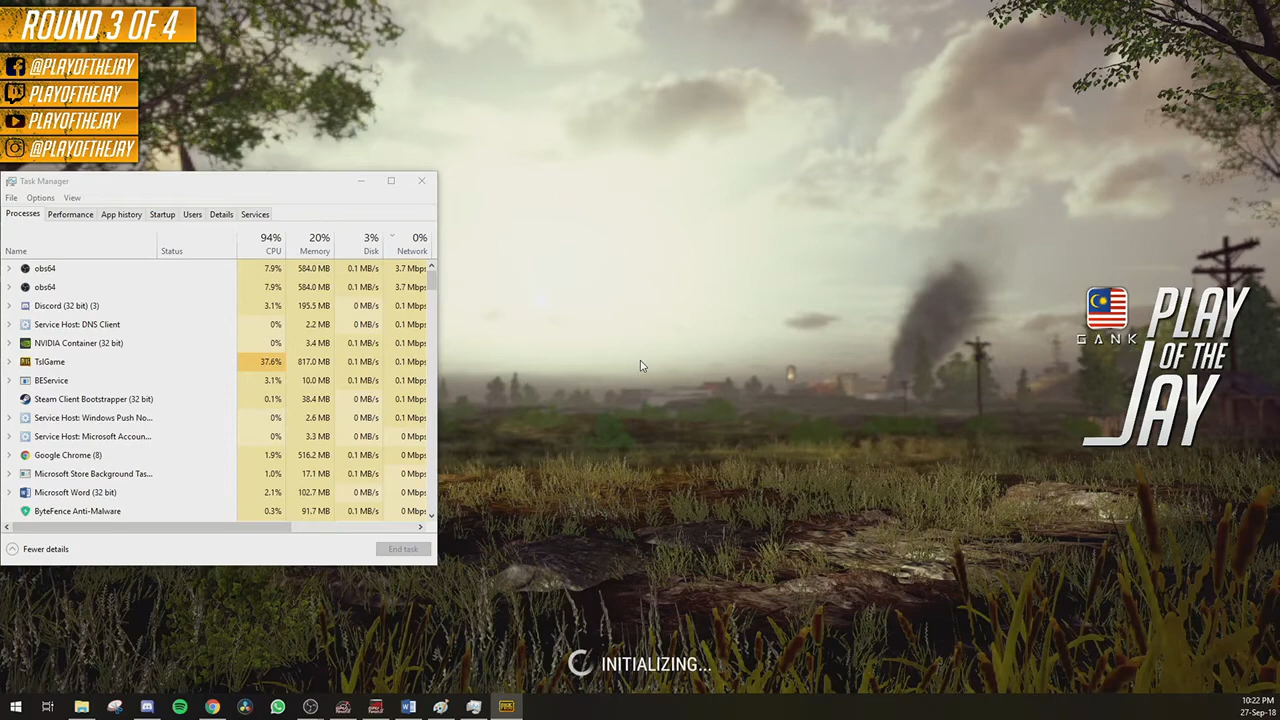 ROUND 3 OF 4
@PLAYOFTHEJAY
PLAYOFTHEJAY
PLAYOFTHEJAY
@PLAYOFTHEJAY
Task Manager
File Options View
Processes Performance App history Startup Users Details Services
94% 20% 3% 0%
Name Status CPU Memory Disk Network
obs64 7.9% 584.0 MB 0.1 MB/s 3.7 Mbps
obs64 7.9% 584.0 MB 0.1 MB/s 3.7 Mbps
Discord (32 bit) (3) 3.1% 195.5 MB 0 MB/s 0.1 Mbps
Service Host: DNS Client 0% 2.2 MB 0 MB/s 0.1 Mbps
NVIDIA Container (32 bit) 0% 3.4 MB 0 MB/s 0.1 Mbps
TslGame 37.6% 817.0 MB 0.1 MB/s 0.1 Mbps
BEService 3.1% 10.0 MB 0.1 MB/s 0.1 Mbps
Steam Client Bootstrapper (32 bit) 0.1% 38.4 MB 0 MB/s 0.1 Mbps
Service Host: Windows Push No... 0% 2.6 MB 0 MB/s 0.1 Mbps
Service Host: Microsoft Accoun... 0% 3.3 MB 0 MB/s 0 Mbps
Google Chrome (8) 1.9% 516.2 MB 0.1 MB/s 0 Mbps
Microsoft Store Background Tas... 1.0% 17.1 MB 0.1 MB/s 0 Mbps
Microsoft Word (32 bit) 2.1% 102.7 MB 0 MB/s 0 Mbps
ByteFence Anti-Malware 0.3% 91.7 MB 0.1 MB/s 0 Mbps
Fewer details End task
GANK
PLAY
OF THE
JAY
INITIALIZING...
10:22 PM
27-Sep-18